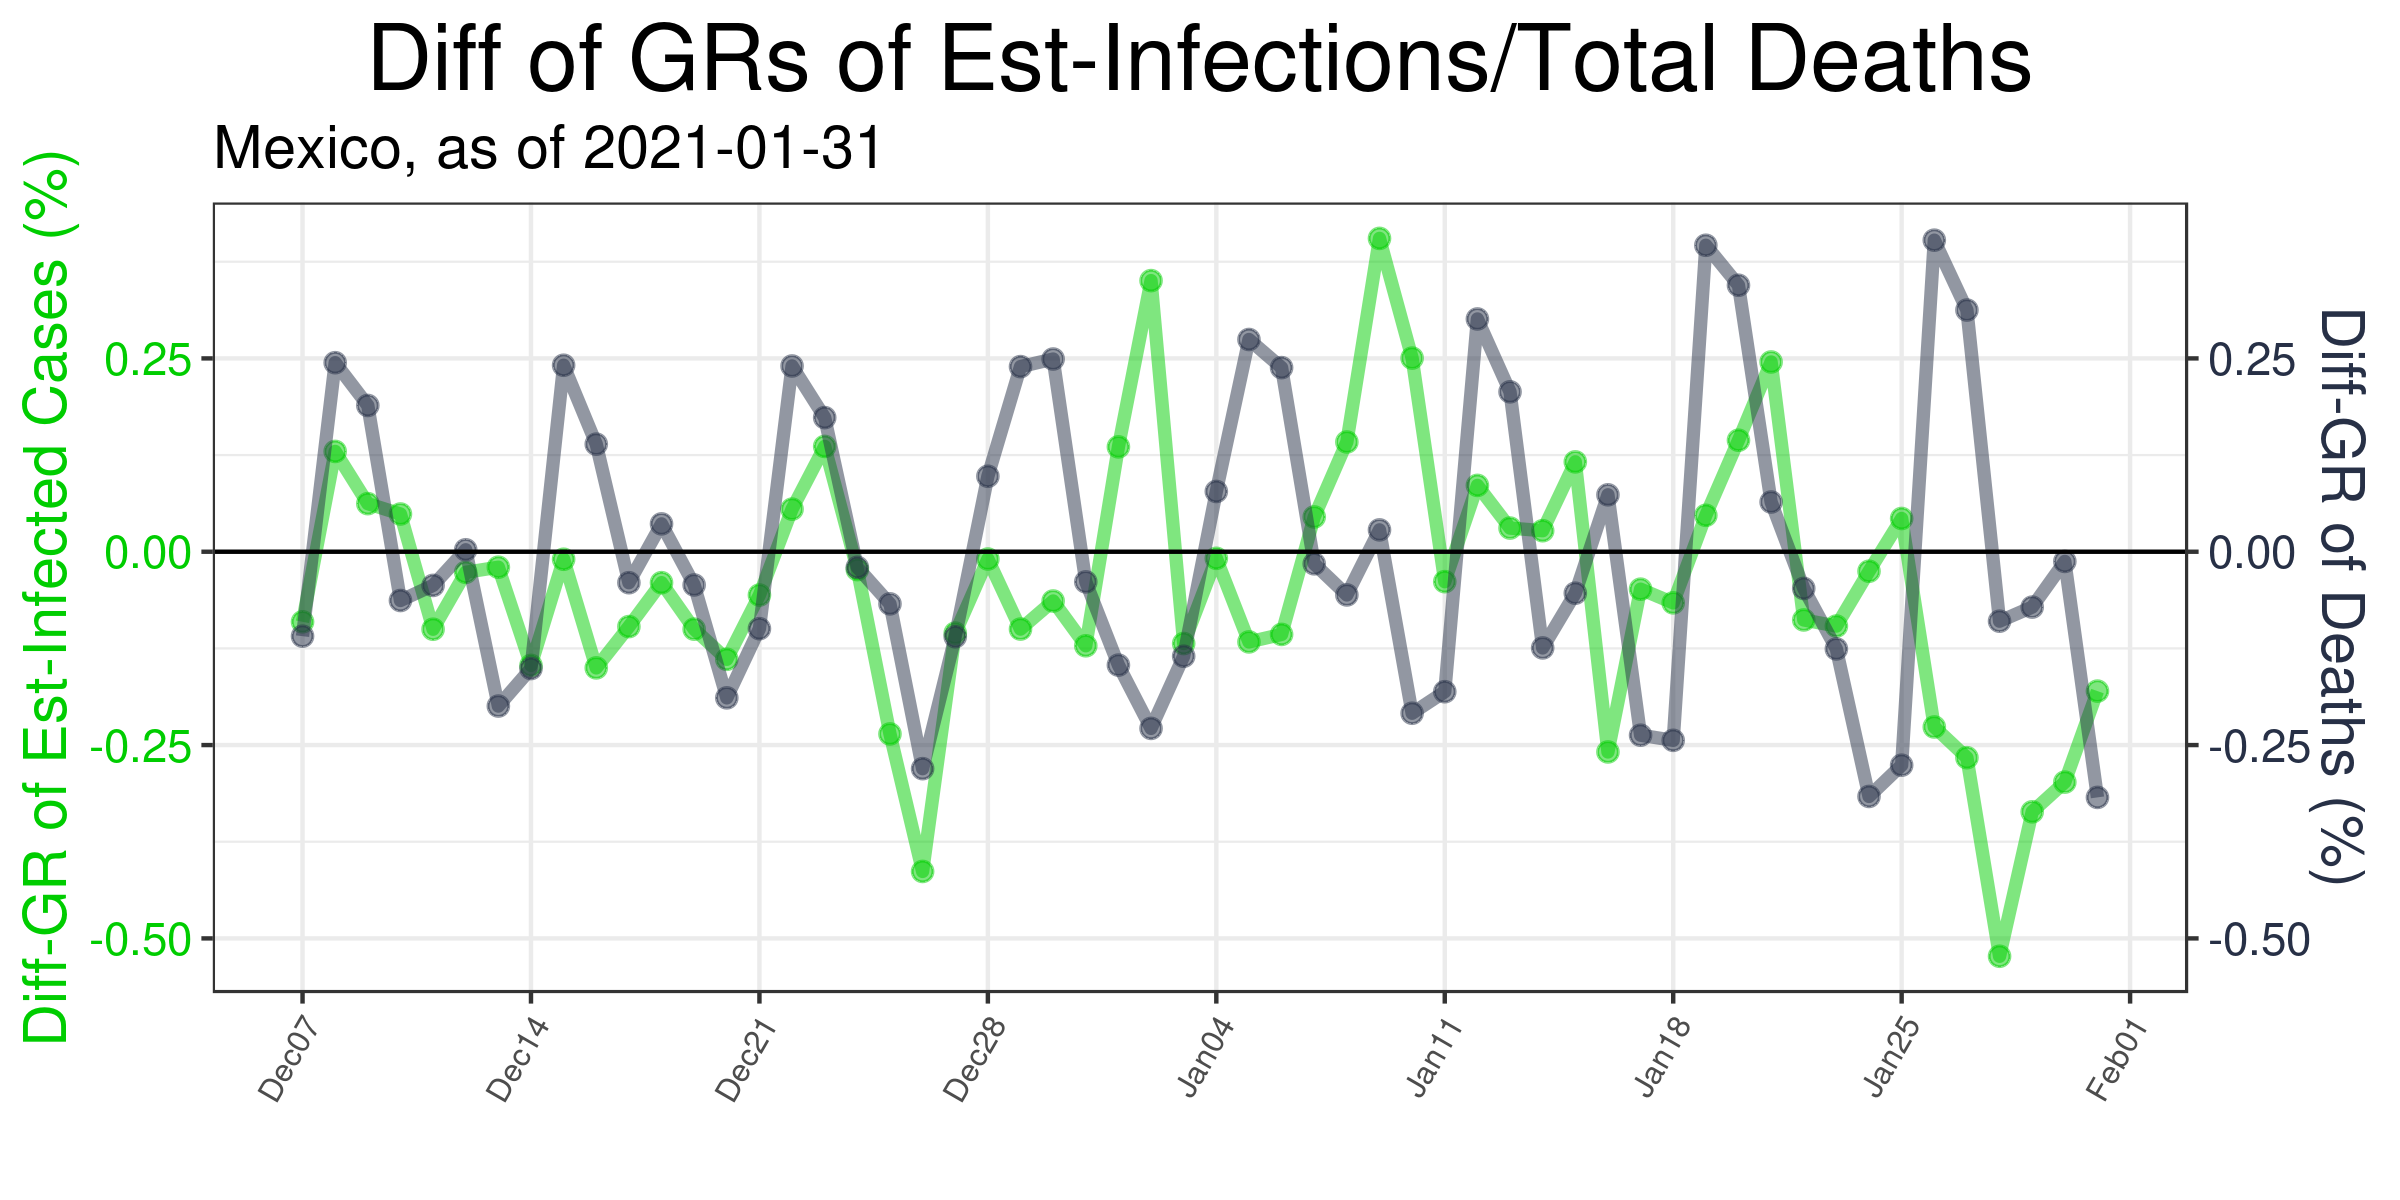 Diff of GRs of Est-Infections/Total Deaths
Mexico, as of 2021-01-31
Diff-GR of Est-Infected Cases (%)
0.25
0.00
-0.25
-0.50
0.25
0.00
-0.25
-0.50
Diff-GR of Deaths (%)
Dec07
Dec14
Dec21
Dec28
Jan04
Jan11
Jan18
Jan25
Feb01